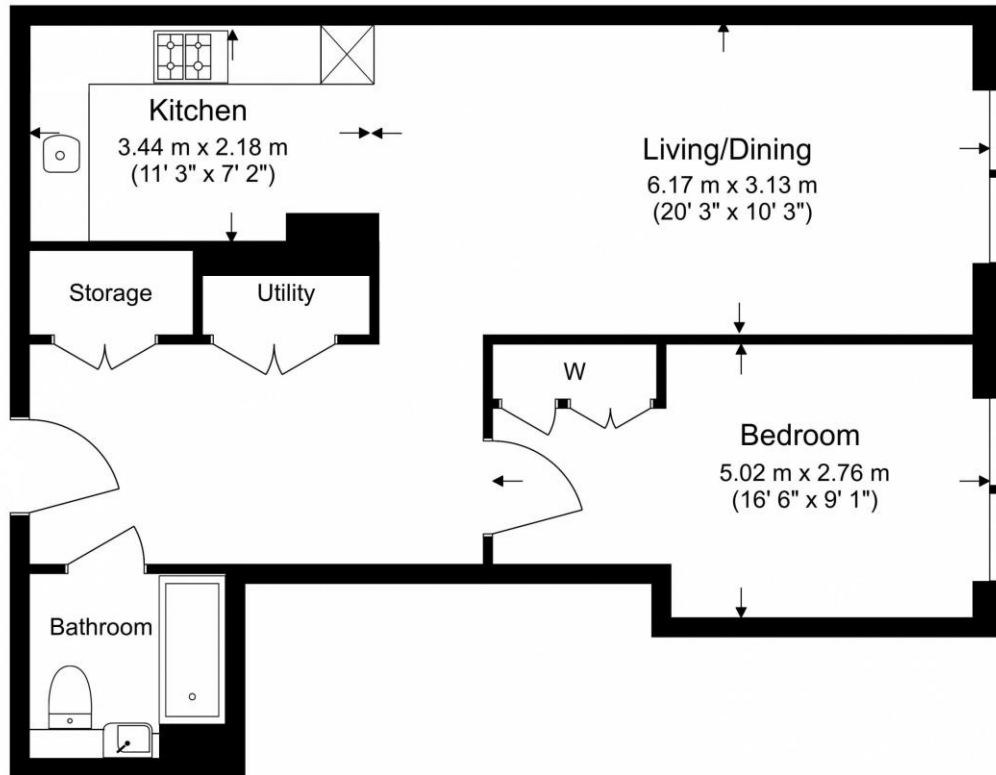 Kitchen
3.44 m x 2.18 m
(11' 3" x 7' 2")
Living/Dining
6.17 m x 3.13 m
(20' 3" x 10' 3")
Storage
Utility
W
Bedroom
5.02 m x 2.76 m
(16' 6" x 9' 1")
Bathroom